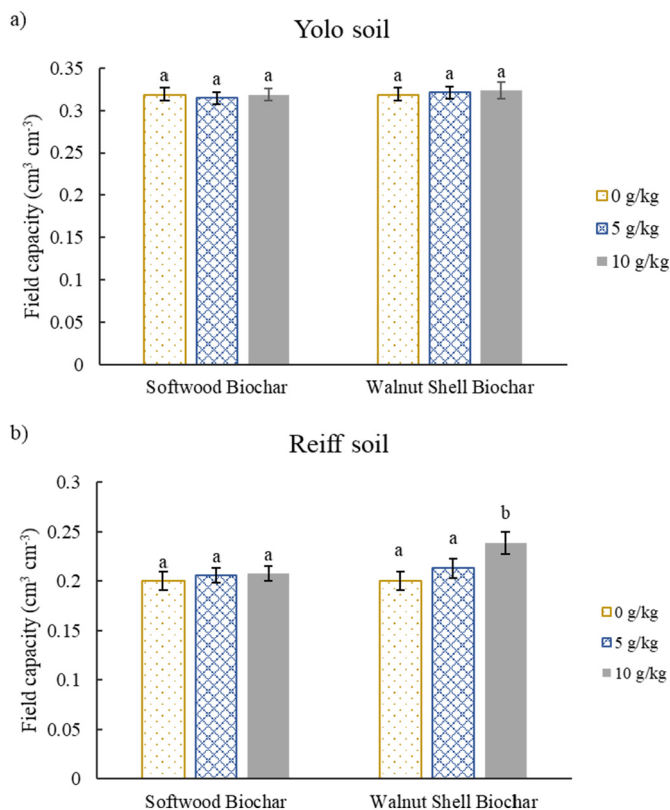 a)
Yolo soil
Field capacity (cm³ cm⁻³)
0.35
0.3
0.25
0.2
0.15
0.1
0.05
0
a a a a a a
Softwood Biochar Walnut Shell Biochar
0 g/kg
5 g/kg
10 g/kg
b)
Reiff soil
Field capacity (cm³ cm⁻³)
0.3
0.25
0.2
0.15
0.1
0.05
0
a a a a a b
Softwood Biochar Walnut Shell Biochar
0 g/kg
5 g/kg
10 g/kg